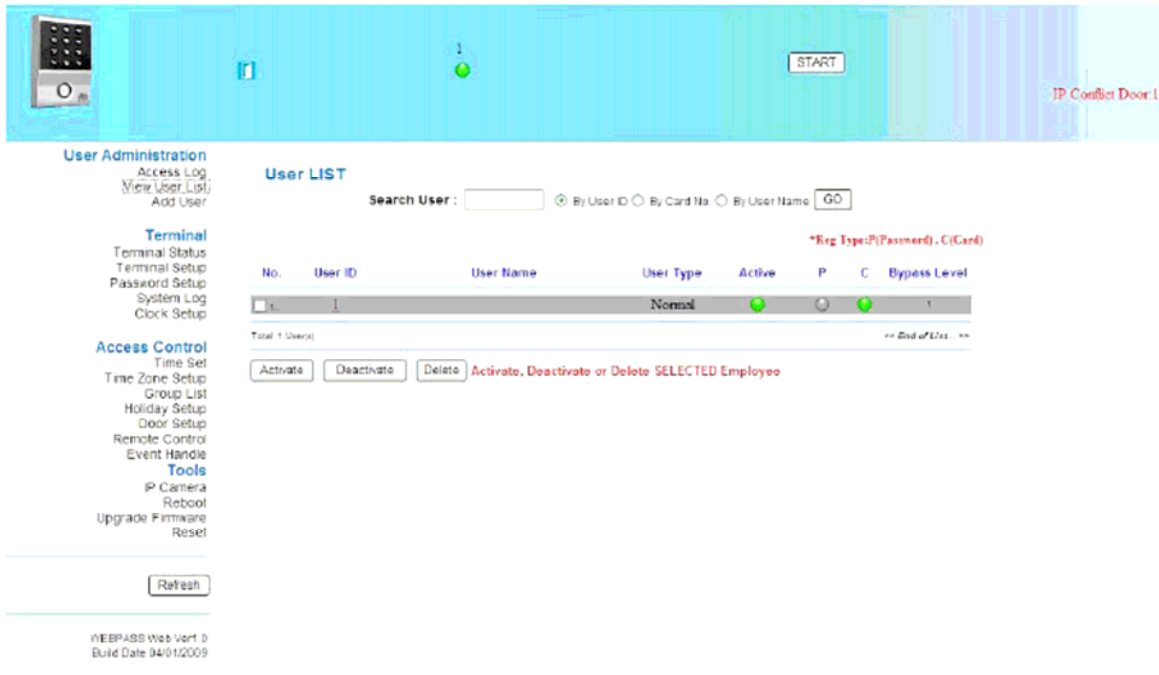 1
START
IP Conflict Door:1
User Administration
Access Log
View User List
Add User
Terminal
Terminal Status
Terminal Setup
Password Setup
System Log
Clock Setup
Access Control
Time Set
Time Zone Setup
Group List
Holiday Setup
Door Setup
Remote Control
Event Handle
Tools
IP Camera
Reboot
Upgrade Firmware
Reset
Refresh
WEBPASS Web Ver1.0
Build Date 04/01/2009
User LIST
Search User : By User ID By Card No. By User Name GO
*Reg Type:P(Password), C(Card)
No. User ID User Name User Type Active P C Bypass Level
1. 1 Normal 1
Total 1 User(s) << End of List... >>
Activate Deactivate Delete Activate, Deactivate or Delete SELECTED Employee